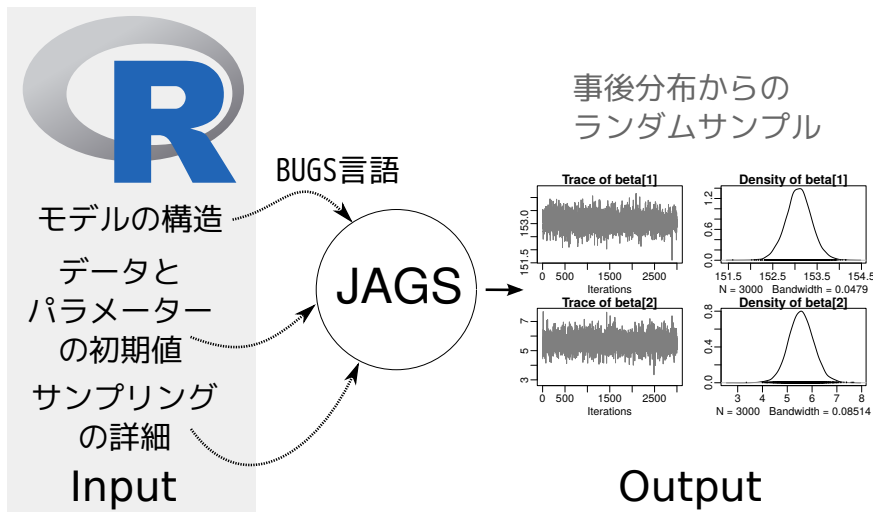 R
モデルの構造
データと
パラメーター
の初期値
サンプリング
の詳細
Input
BUGS言語
JAGS
事後分布からの
ランダムサンプル
Trace of beta[1]
151.5 153.0
0 500 1500 2500
Iterations
Density of beta[1]
0.0 0.6 1.2
151.5 152.5 153.5 154.5
N = 3000 Bandwidth = 0.0479
Trace of beta[2]
3 5 7
0 500 1500 2500
Iterations
Density of beta[2]
0.0 0.4 0.8
3 4 5 6 7 8
N = 3000 Bandwidth = 0.08514
Output